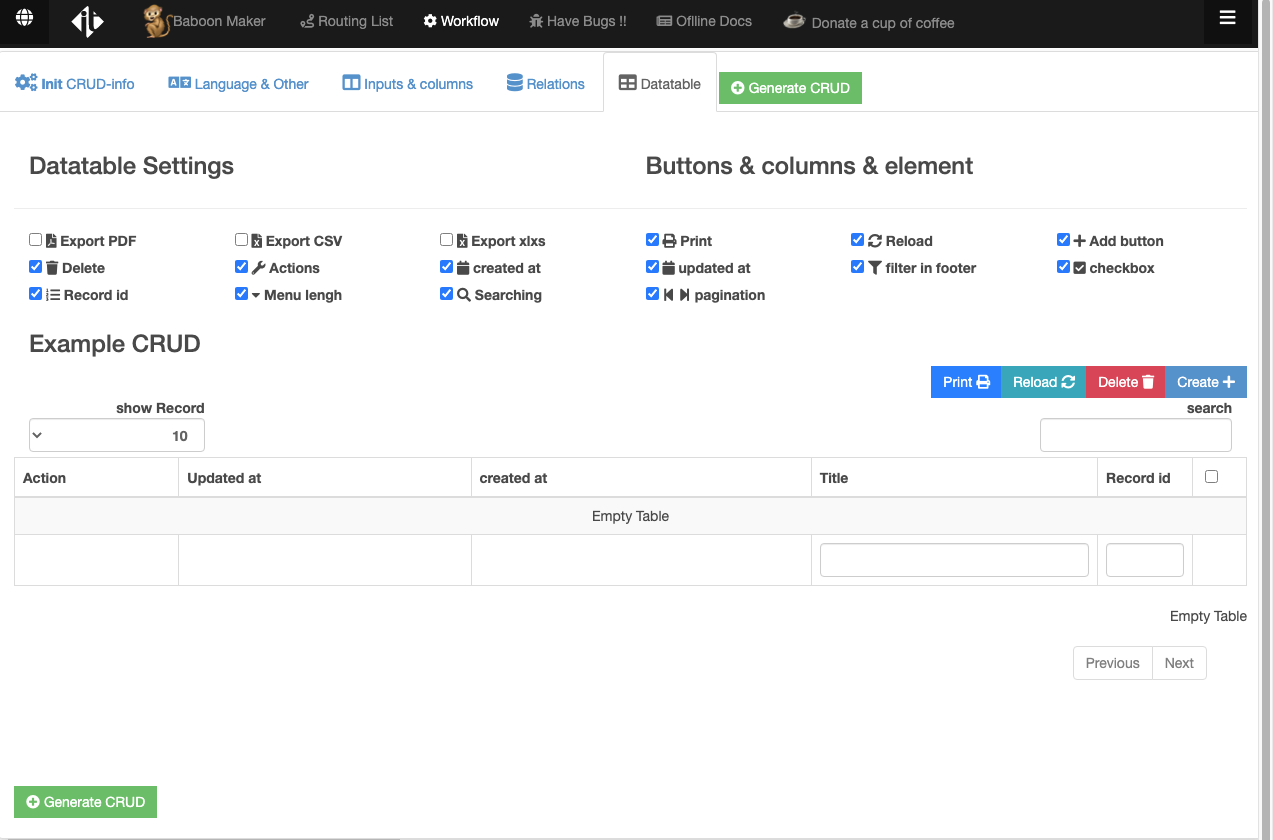 Baboon Maker Routing List Workflow Have Bugs !! Oflline Docs Donate a cup of coffee
Init CRUD-info Language & Other Inputs & columns Relations Datatable Generate CRUD
Datatable Settings Buttons & columns & element
Export PDF Export CSV Export xlxs Print Reload Add button
Delete Actions created at updated at filter in footer checkbox
Record id Menu lengh Searching pagination
Example CRUD
Print Reload Delete Create
show Record search
10
Action Updated at created at Title Record id
Empty Table
Empty Table
Previous Next
Generate CRUD